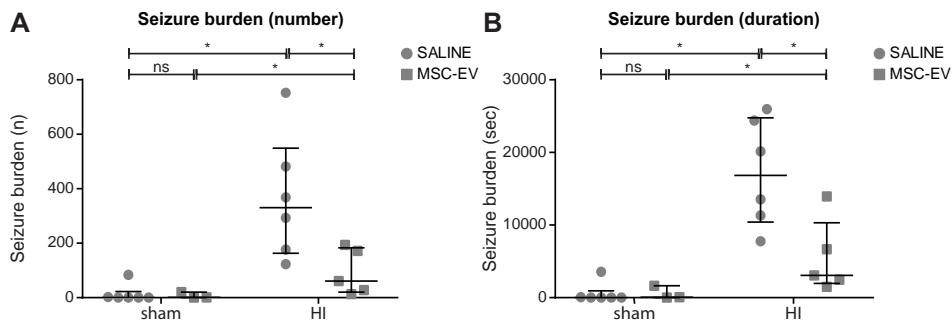 A
Seizure burden (number)
* *
ns *
SALINE
MSC-EV
Seizure burden (n)
800
600
400
200
0
sham HI
B
Seizure burden (duration)
* *
ns *
SALINE
MSC-EV
Seizure burden (sec)
30000
20000
10000
0
sham HI